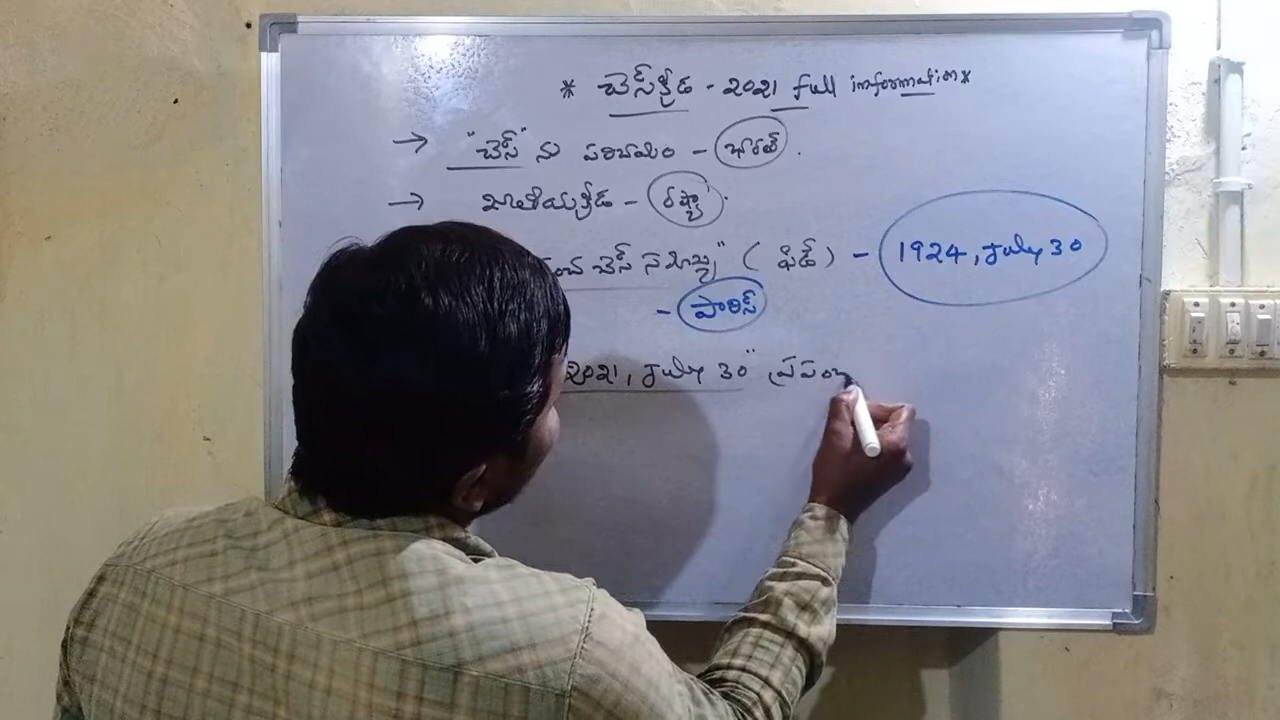 * చెస్‌క్రీడ - 2021 full information *
→ "చెస్" ను పరిచయం - భారత్ .
→ జాతీయక్రీడ - రష్యా .
చెస్ సమాఖ్య" ( ఫిడే ) - 1924, July 30
- పారిస్
2021, July 30" ప్రపంచ